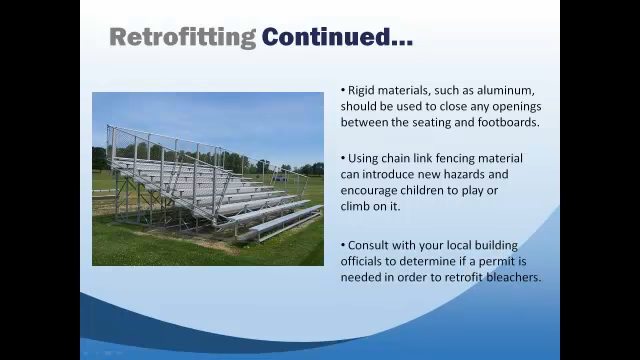 Retrofitting Continued...
• Rigid materials, such as aluminum,
should be used to close any openings
between the seating and footboards.
• Using chain link fencing material
can introduce new hazards and
encourage children to play or
climb on it.
• Consult with your local building
officials to determine if a permit is
needed in order to retrofit bleachers.